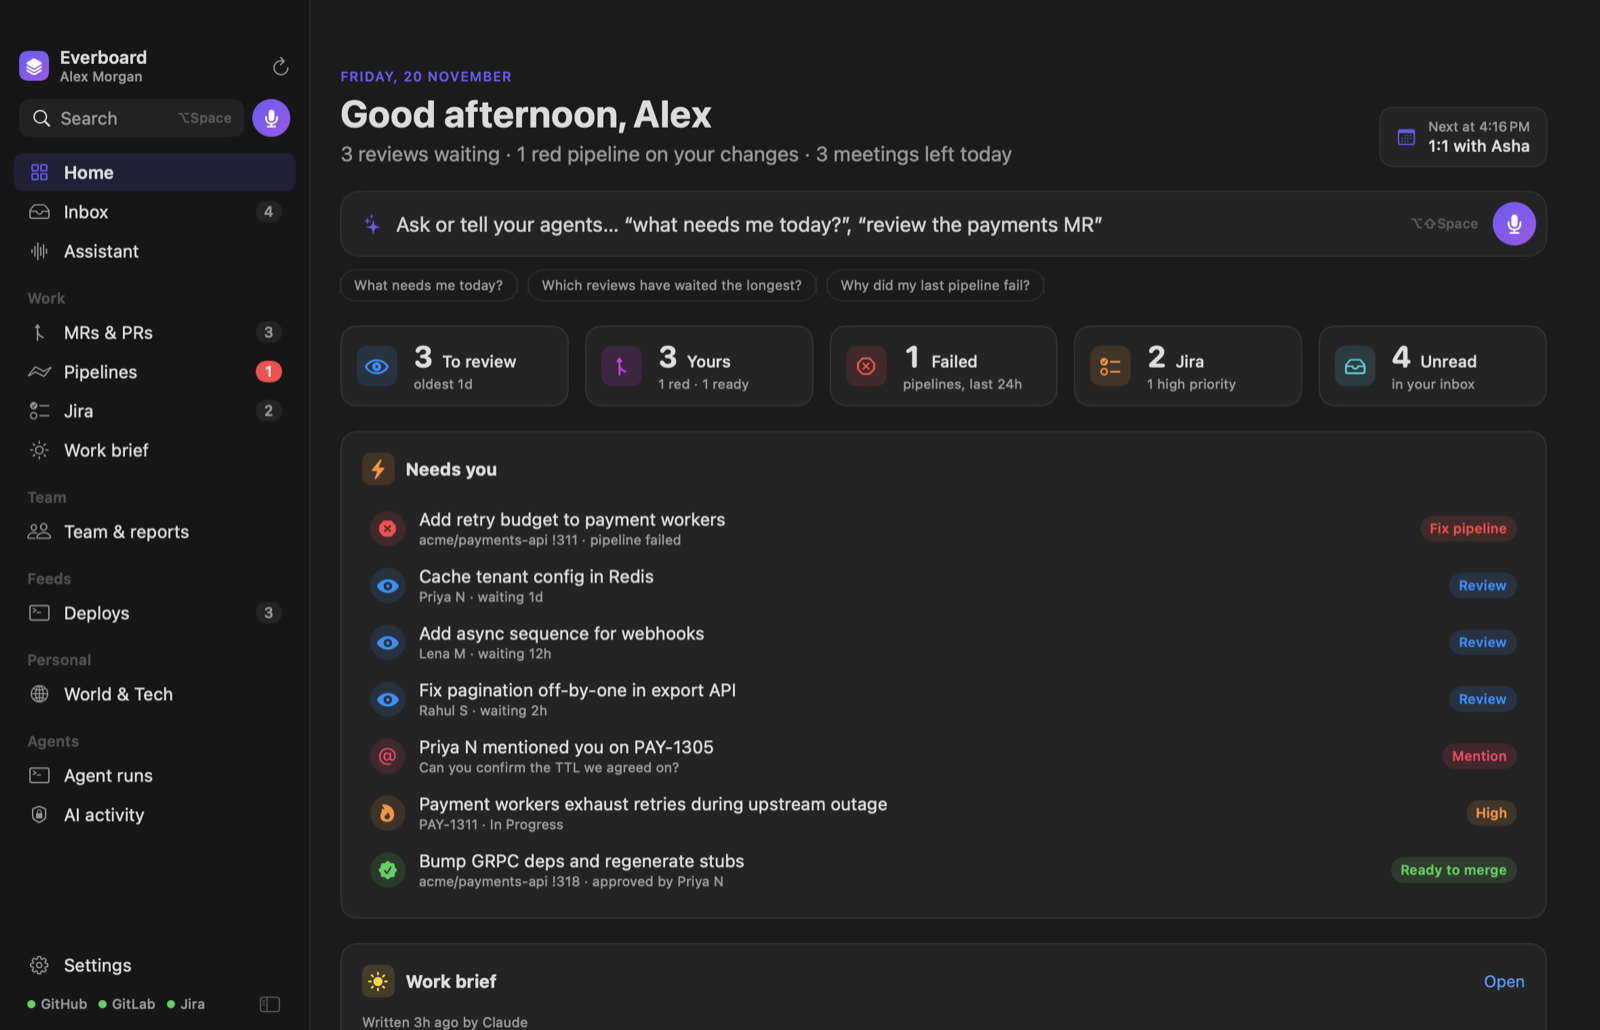 Everboard
Alex Morgan
Search ⌥Space
Home
Inbox 4
Assistant
Work
MRs & PRs 3
Pipelines 1
Jira 2
Work brief
Team
Team & reports
Feeds
Deploys 3
Personal
World & Tech
Agents
Agent runs
AI activity
Settings
GitHub GitLab Jira
FRIDAY, 20 NOVEMBER
Good afternoon, Alex
3 reviews waiting · 1 red pipeline on your changes · 3 meetings left today
Next at 4:16 PM
1:1 with Asha
Ask or tell your agents... “what needs me today?”, “review the payments MR” ⌥⇧Space
What needs me today?
Which reviews have waited the longest?
Why did my last pipeline fail?
3 To review
oldest 1d
3 Yours
1 red · 1 ready
1 Failed
pipelines, last 24h
2 Jira
1 high priority
4 Unread
in your inbox
Needs you
Add retry budget to payment workers
acme/payments-api !311 · pipeline failed
Fix pipeline
Cache tenant config in Redis
Priya N · waiting 1d
Review
Add async sequence for webhooks
Lena M · waiting 12h
Review
Fix pagination off-by-one in export API
Rahul S · waiting 2h
Review
@
Priya N mentioned you on PAY-1305
Can you confirm the TTL we agreed on?
Mention
Payment workers exhaust retries during upstream outage
PAY-1311 · In Progress
High
Bump GRPC deps and regenerate stubs
acme/payments-api !318 · approved by Priya N
Ready to merge
Work brief
Open
Written 3h ago by Claude